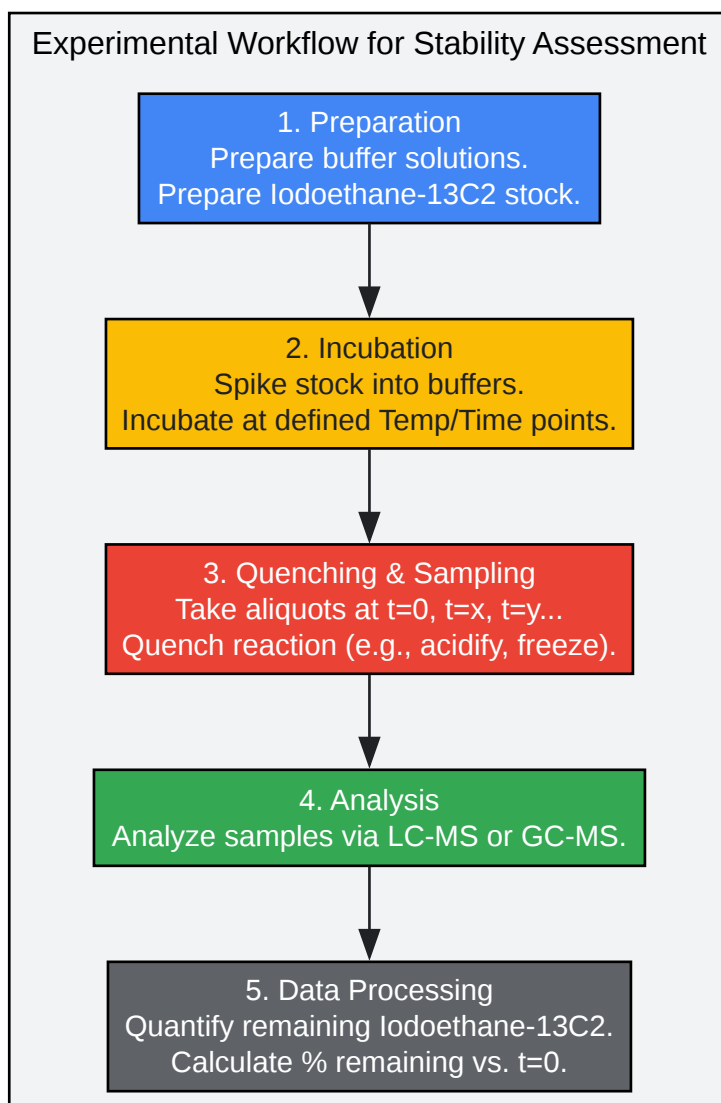 Experimental Workflow for Stability Assessment
1. Preparation
Prepare buffer solutions.
Prepare Iodoethane-13C2 stock.
2. Incubation
Spike stock into buffers.
Incubate at defined Temp/Time points.
3. Quenching & Sampling
Take aliquots at t=0, t=x, t=y...
Quench reaction (e.g., acidify, freeze).
4. Analysis
Analyze samples via LC-MS or GC-MS.
5. Data Processing
Quantify remaining Iodoethane-13C2.
Calculate % remaining vs. t=0.